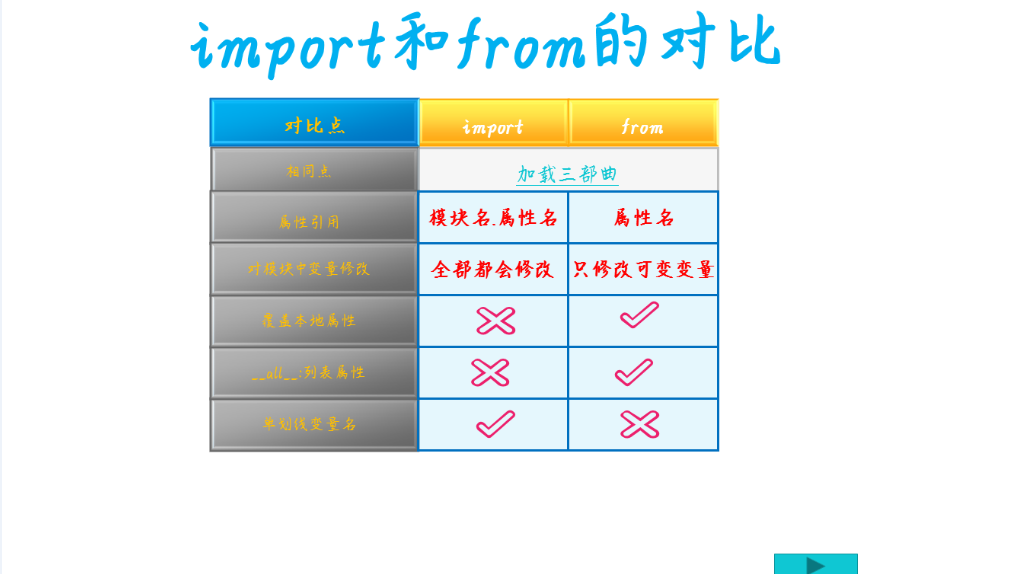 import和from的对比
对比点 import from
相同点 加载三部曲
属性引用 模块名.属性名 属性名
对模块中变量修改 全部都会修改 只修改可变变量
覆盖本地属性
__all__:列表属性
单划线变量名